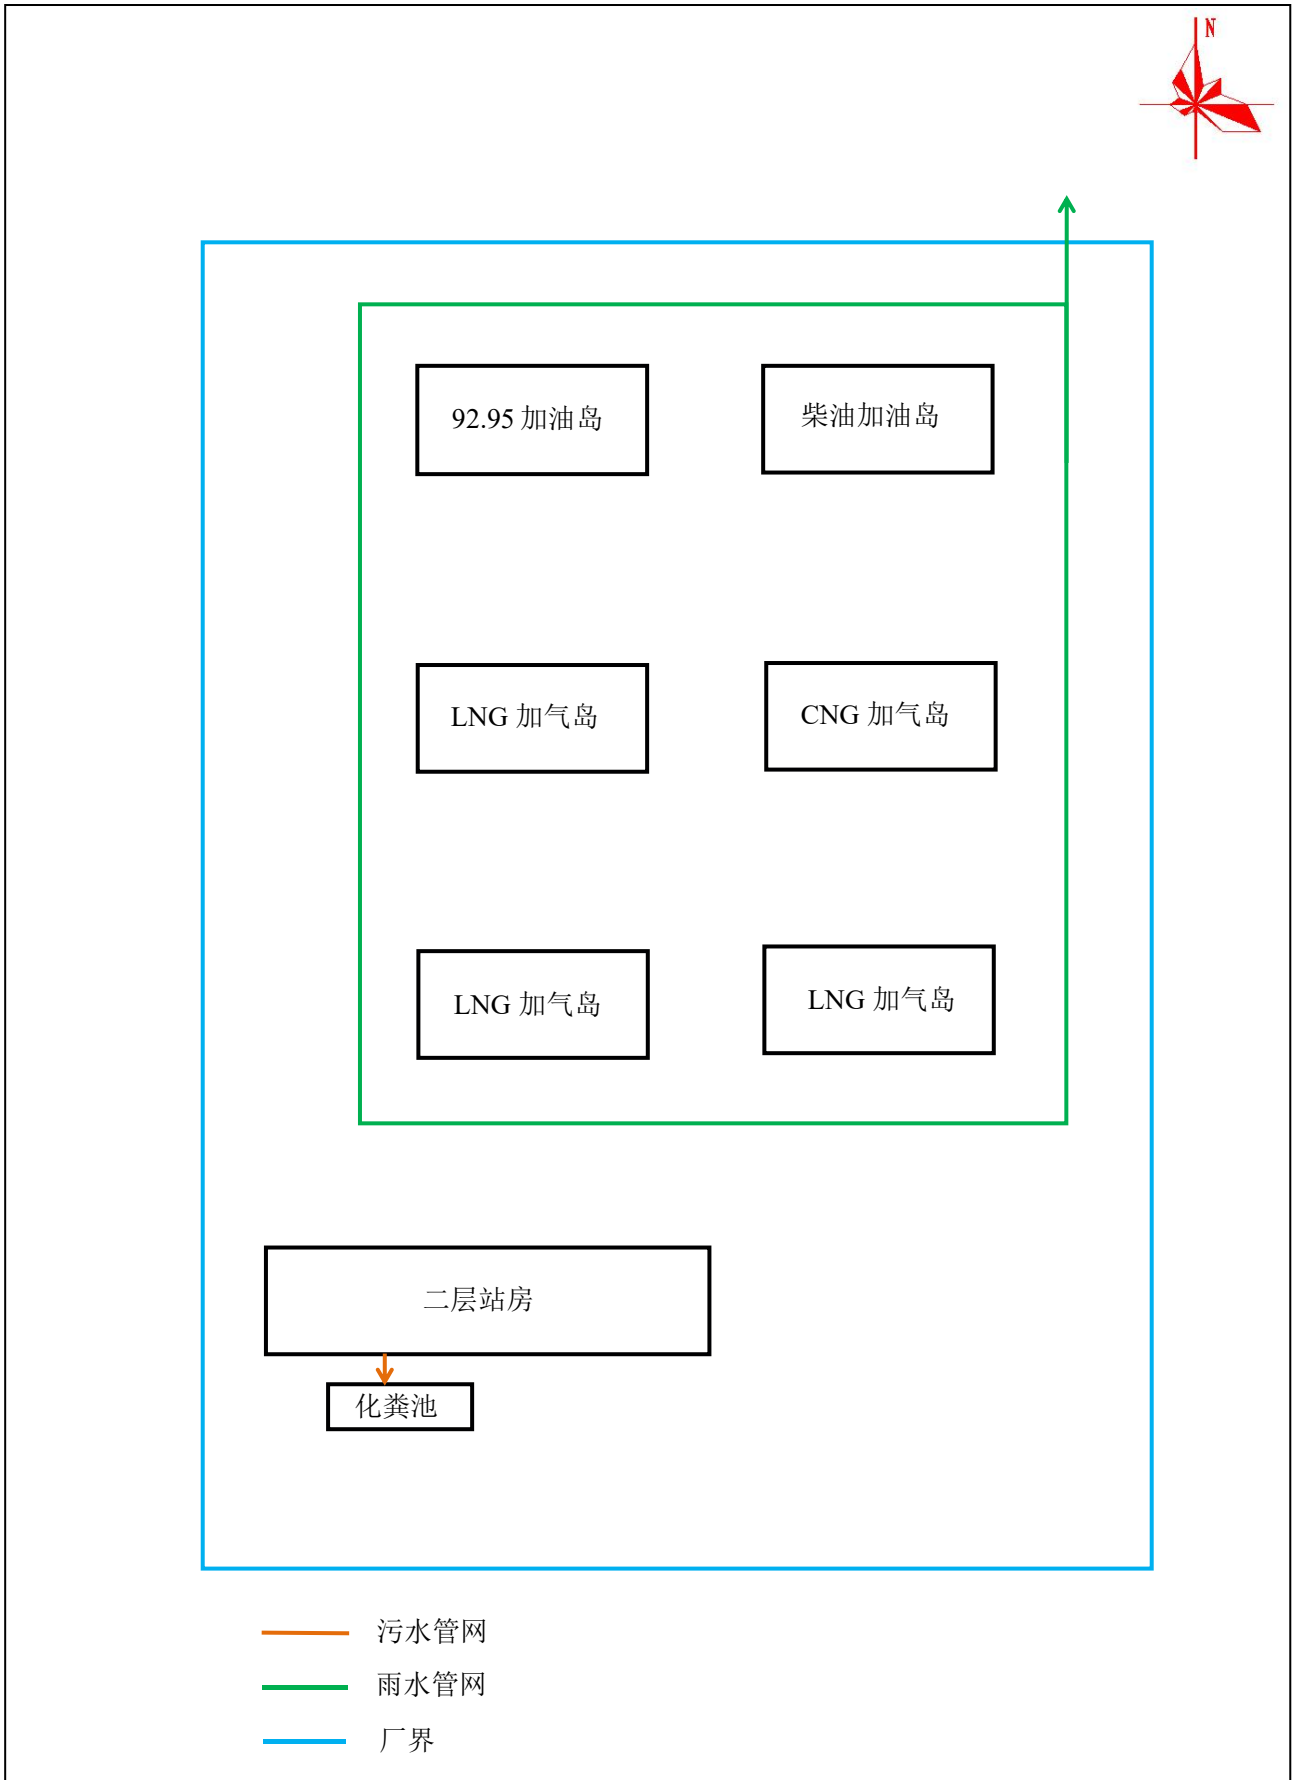 N
92.95 加油岛
柴油加油岛
LNG 加气岛
CNG 加气岛
LNG 加气岛
LNG 加气岛
二层站房
化粪池
污水管网
雨水管网
厂界